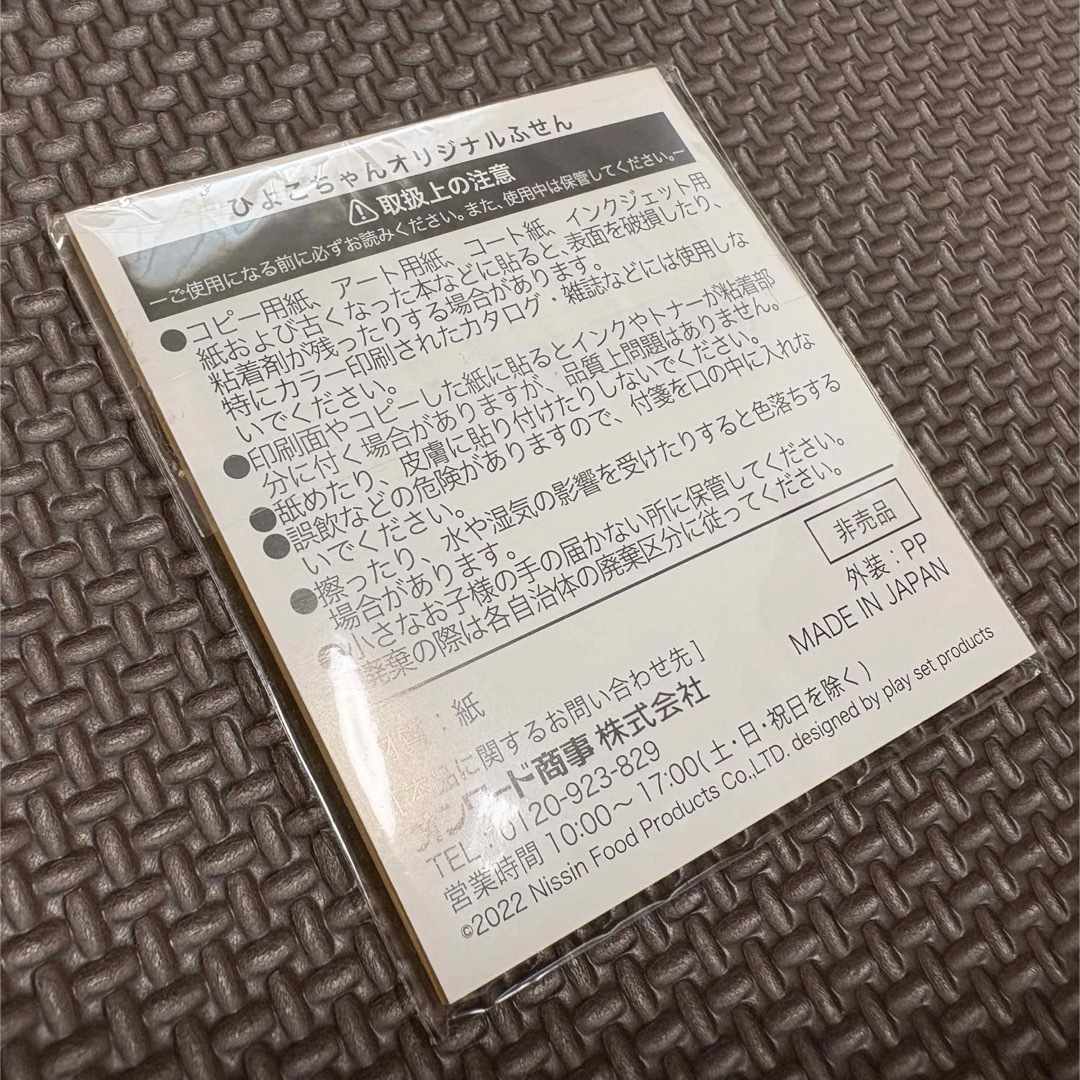 ひよこちゃんオリジナルふせん
取扱上の注意
ーご使用になる前に必ずお読みください。また、使用中は保管してください。ー
●コピー用紙、アート用紙、コート紙、インクジェット用
紙および古くなった本などに貼ると、表面を破損したり、
粘着剤が残ったりする場合があります。
特にカラー印刷されたカタログ・雑誌などには使用しな
いでください。
●印刷面やコピーした紙に貼るとインクやトナーが粘着部
分に付く場合がありますが、品質上問題はありません。
●舐めたり、皮膚に貼り付けたりしないでください。
●誤飲などの危険がありますので、付箋を口の中に入れな
いでください。
●擦ったり、水や湿気の影響を受けたりすると色落ちする
場合があります。
●小さなお子様の手の届かない所に保管してください。
廃棄の際は各自治体の廃棄区分に従ってください。
非売品
材質:紙
外装:PP
MADE IN JAPAN
[本品に関するお問い合わせ先]
ード商事 株式会社
TEL:0120-923-829
営業時間 10:00〜17:00(土・日・祝日を除く)
©2022 Nissin Food Products Co.,LTD. designed by play set products